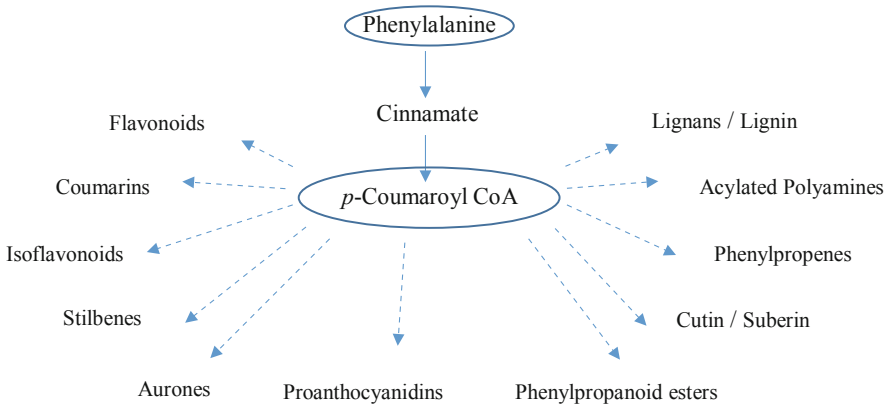 Phenylalanine
Cinnamate
Flavonoids
Lignans / Lignin
Coumarins
p-Coumaroyl CoA
Acylated Polyamines
Isoflavonoids
Phenylpropenes
Stilbenes
Cutin / Suberin
Aurones
Proanthocyanidins
Phenylpropanoid esters